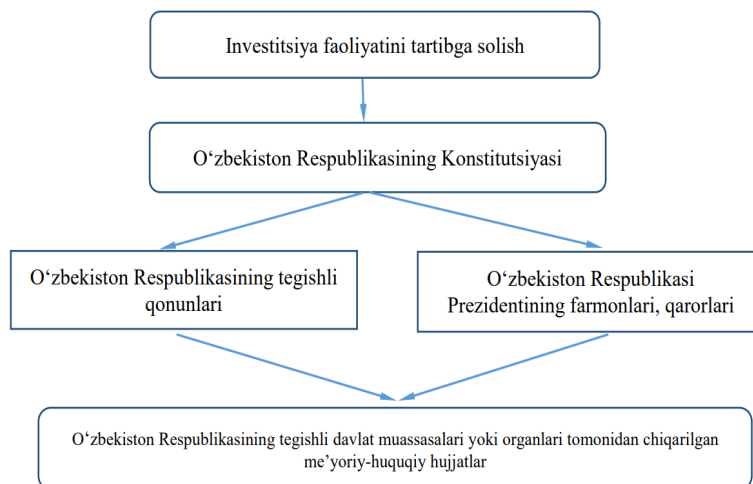 Investitsiya faoliyatini tartibga solish
O‘zbekiston Respublikasining Konstitutsiyasi
O‘zbekiston Respublikasining tegishli
qonunlari
O‘zbekiston Respublikasi
Prezidentining farmonlari, qarorlari
O‘zbekiston Respublikasining tegishli davlat muassasalari yoki organlari tomonidan chiqarilgan
me’yoriy-huquqiy hujjatlar